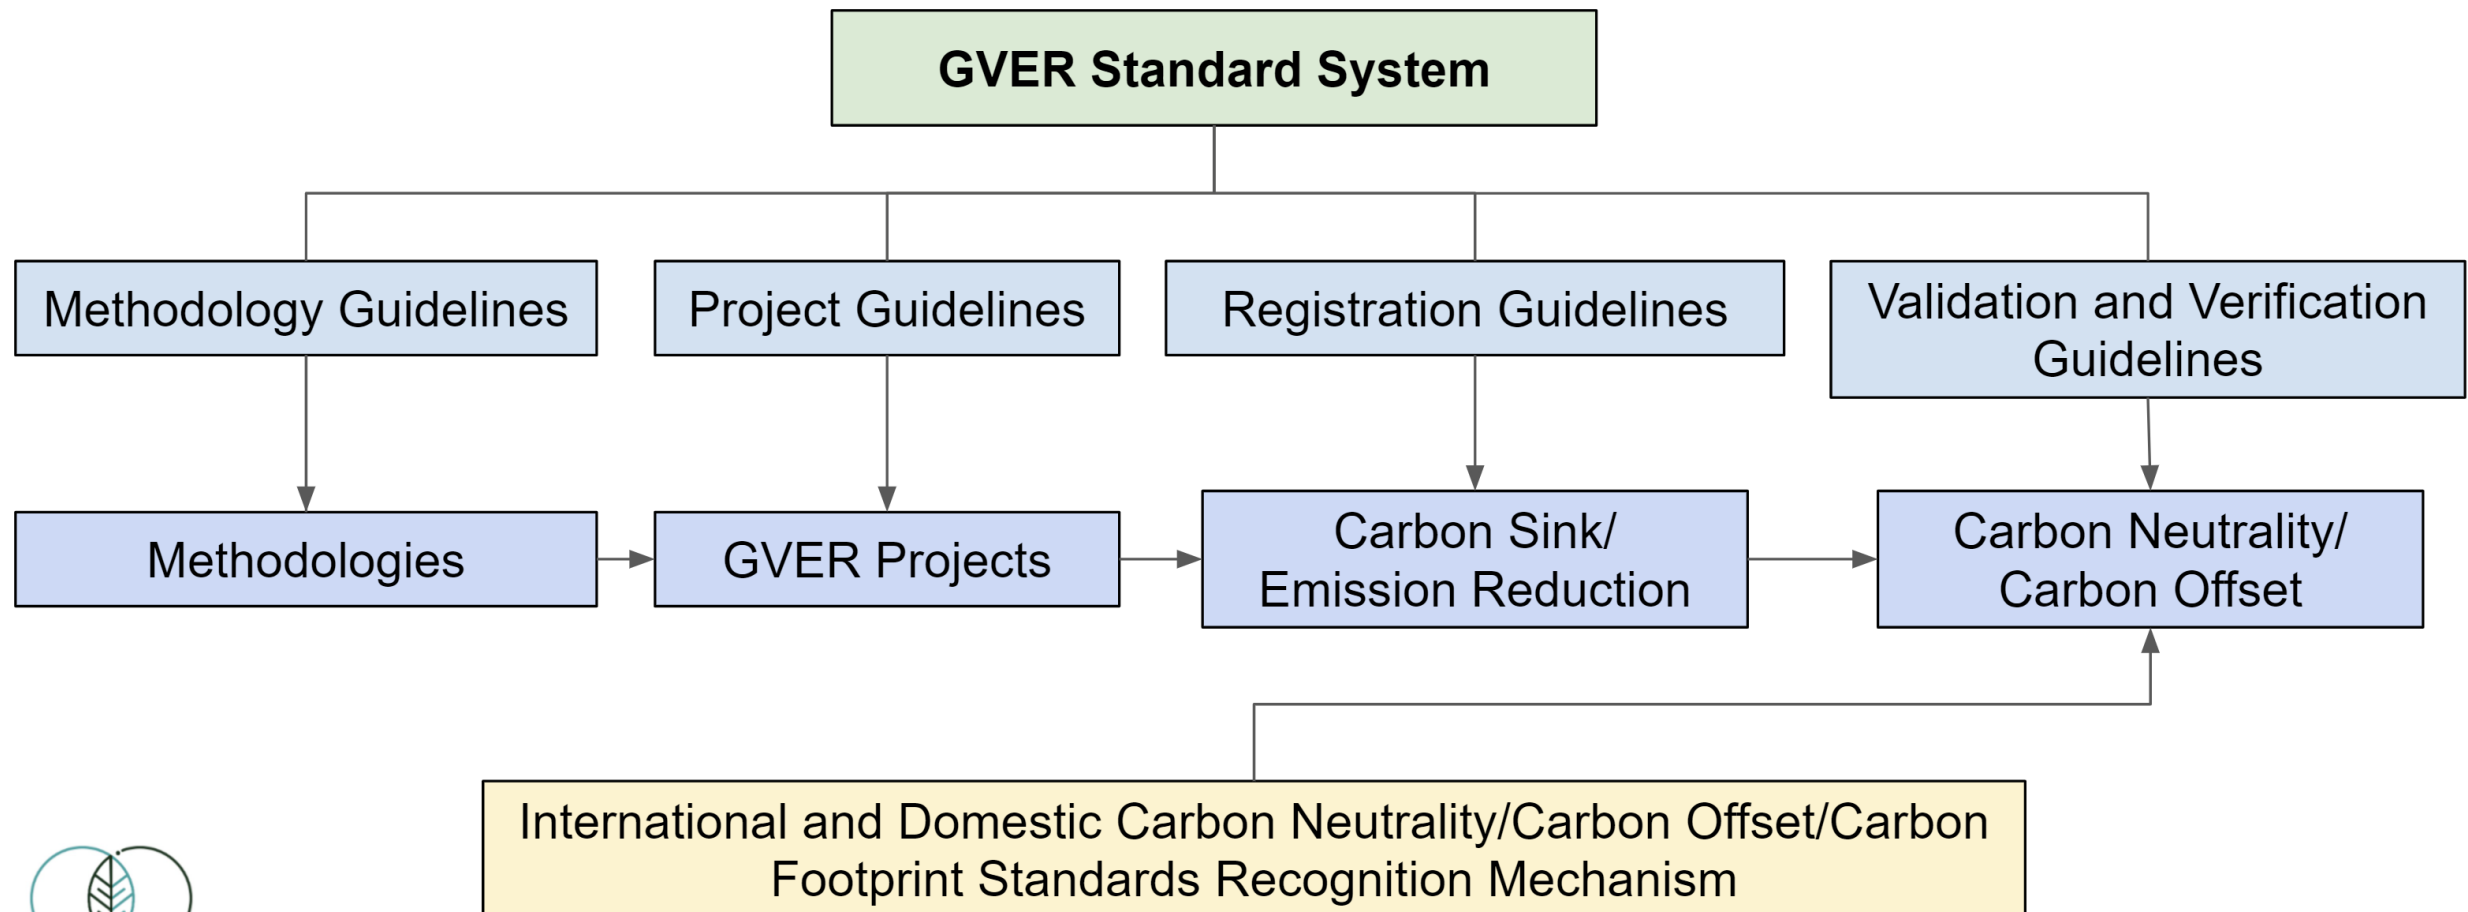 GVER Standard System
Methodology Guidelines
Project Guidelines
Registration Guidelines
Validation and Verification
Guidelines
Methodologies
GVER Projects
Carbon Sink/
Emission Reduction
Carbon Neutrality/
Carbon Offset
International and Domestic Carbon Neutrality/Carbon Offset/Carbon
Footprint Standards Recognition Mechanism